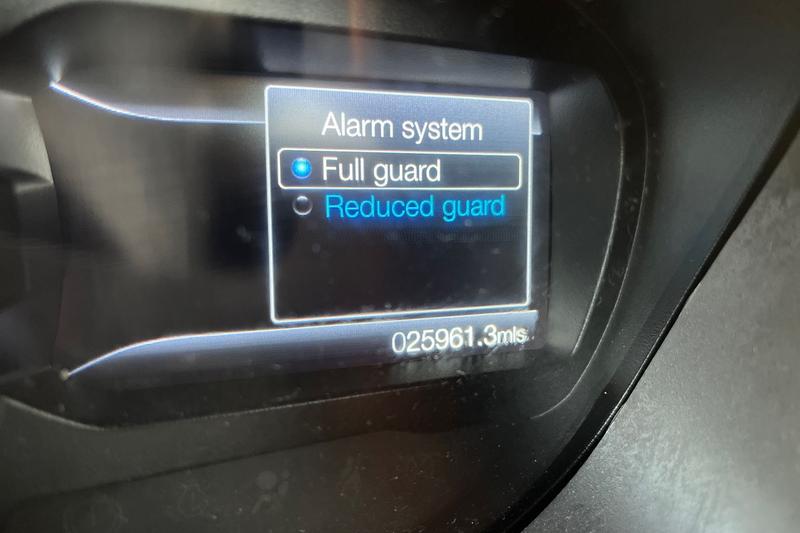 Alarm system
Full guard
Reduced guard
025961.3mls